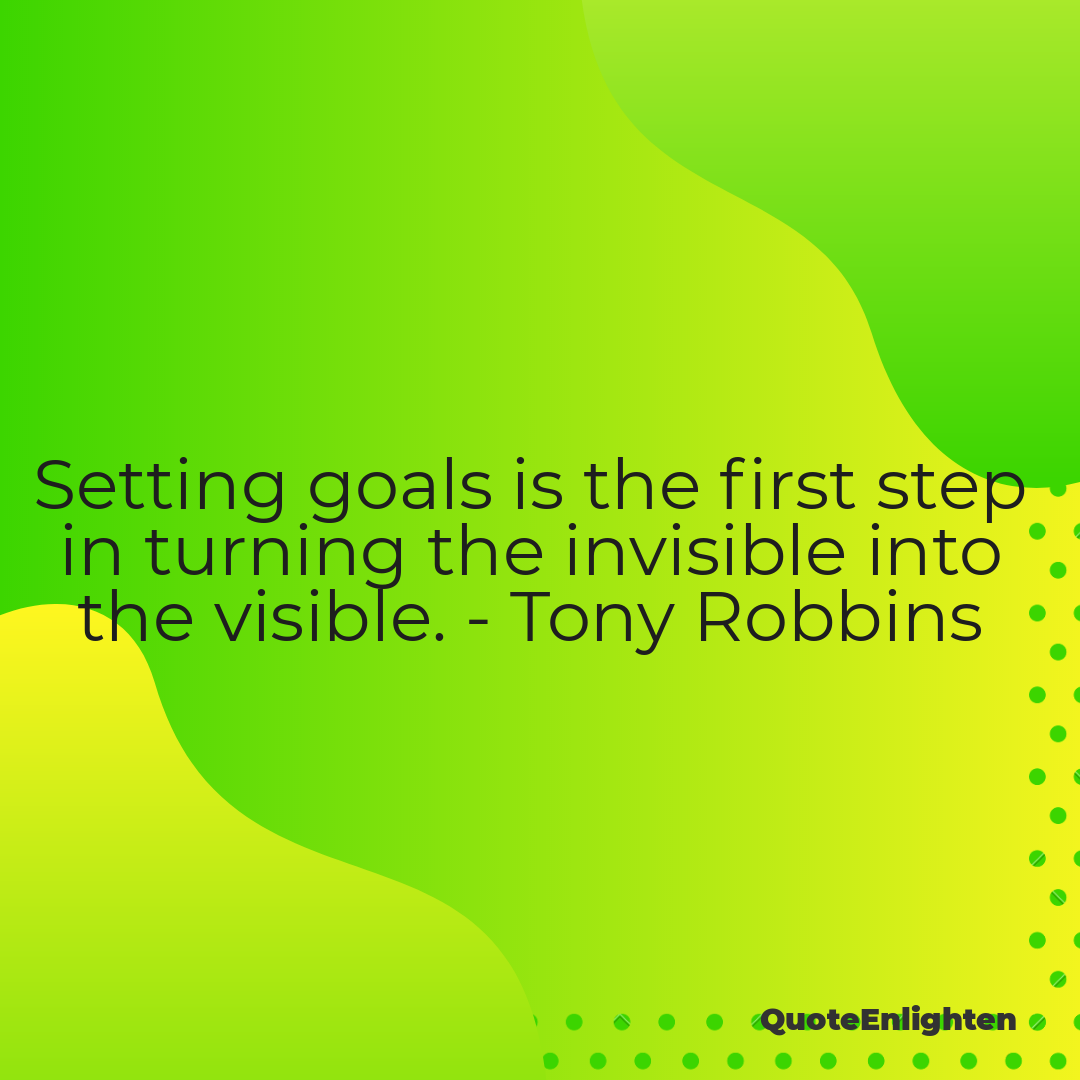 Setting goals is the first step
in turning the invisible into
the visible. - Tony Robbins
QuoteEnlighten